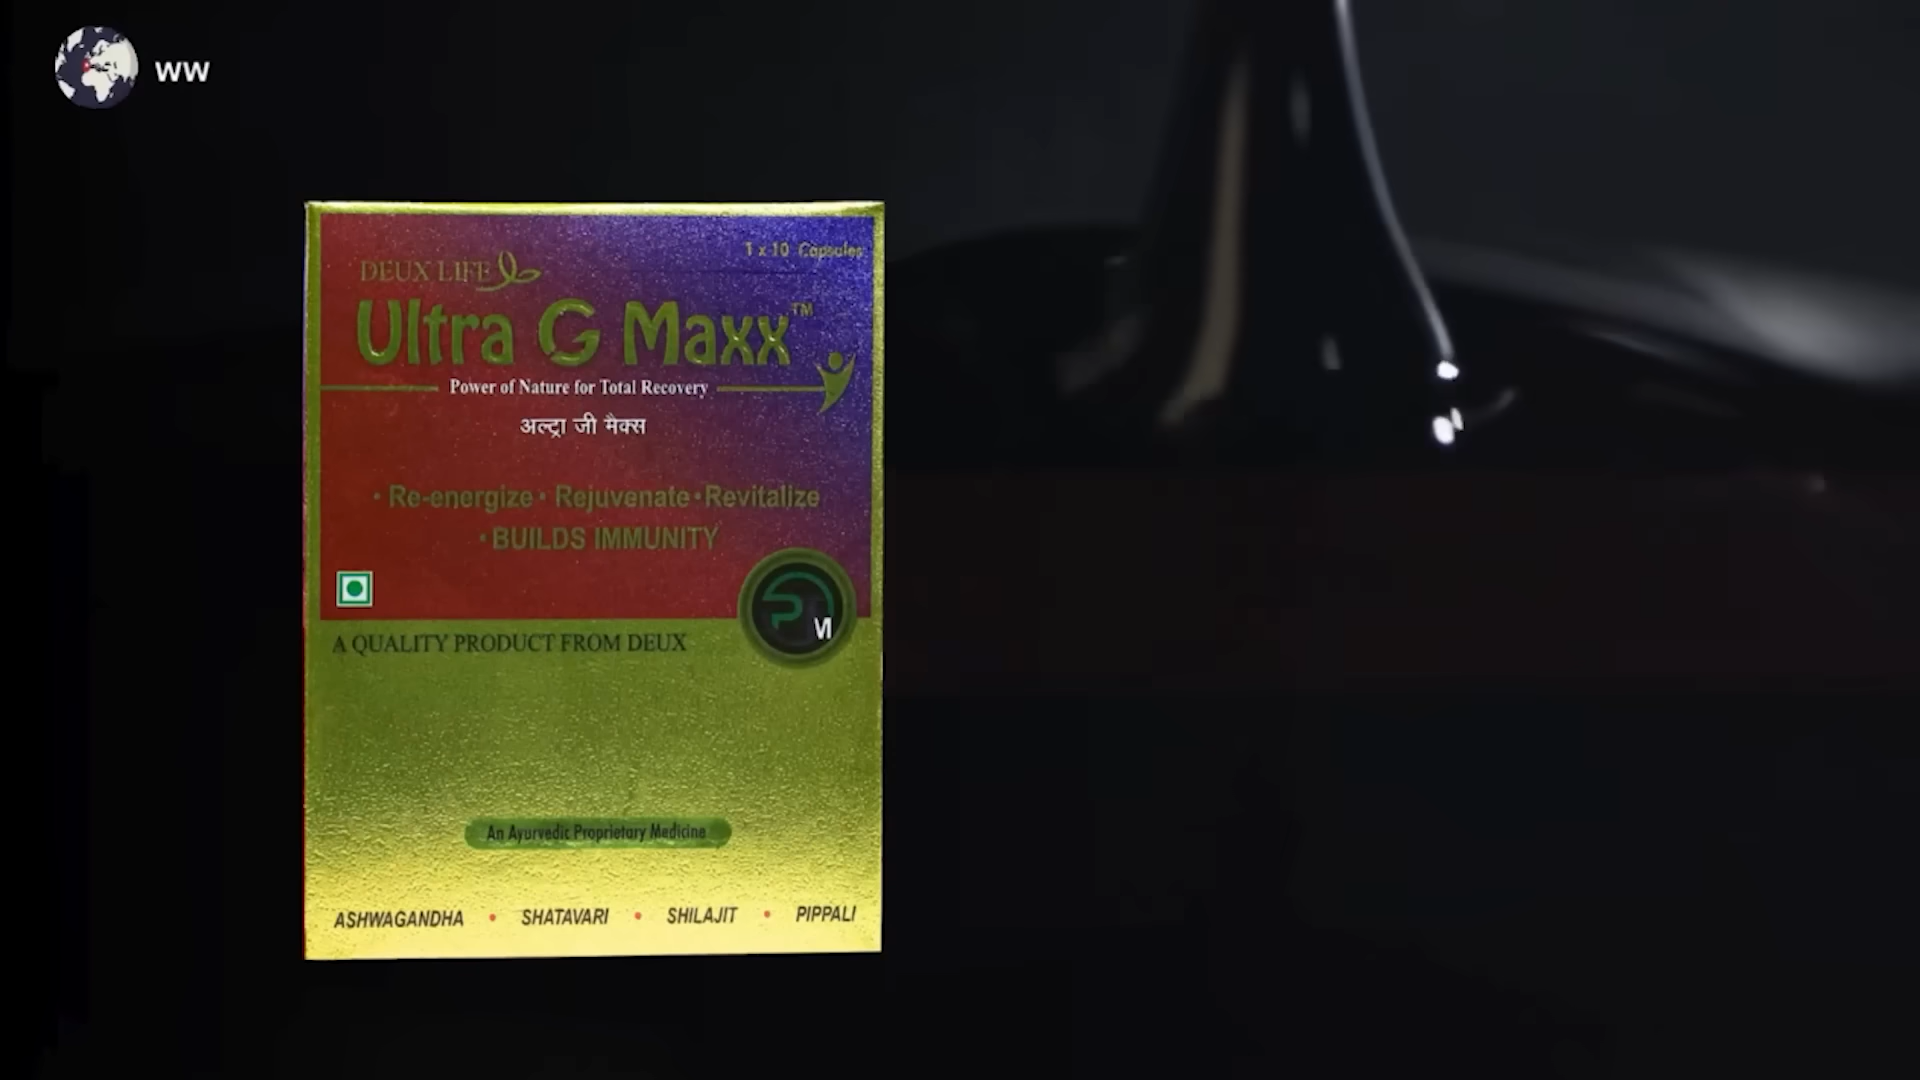 WW
1 x 10 Capsules
DEUX LIFE
Ultra G Maxx™
Power of Nature for Total Recovery
अल्ट्रा जी मैक्स
• Re-energize • Rejuvenate • Revitalize
• BUILDS IMMUNITY
A QUALITY PRODUCT FROM DEUX
An Ayurvedic Proprietary Medicine
ASHWAGANDHA • SHATAVARI • SHILAJIT • PIPPALI